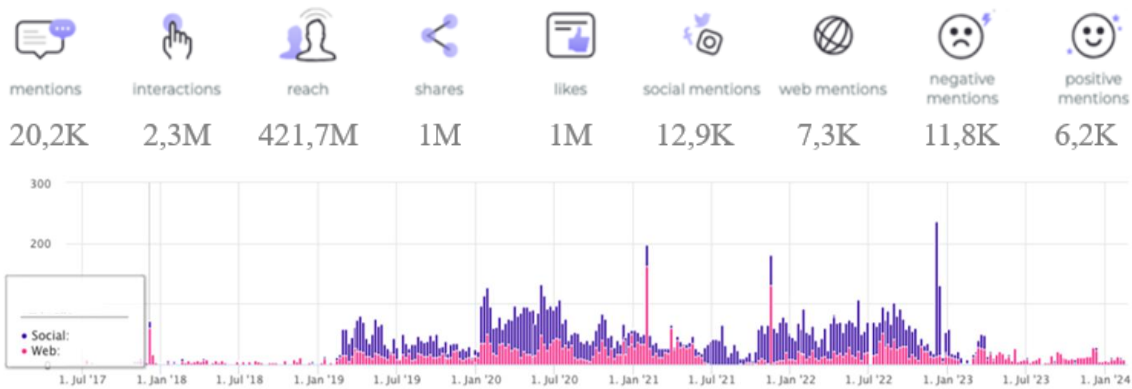 mentions interactions reach shares likes social mentions web mentions negative mentions positive mentions
20,2K 2,3M 421,7M 1M 1M 12,9K 7,3K 11,8K 6,2K
300
200
Social:
Web:
0
1. Jul '17 1. Jan '18 1. Jul '18 1. Jan '19 1. Jul '19 1. Jan '20 1. Jul '20 1. Jan '21 1. Jul '21 1. Jan '22 1. Jul '22 1. Jan '23 1. Jul '23 1. Jan '24